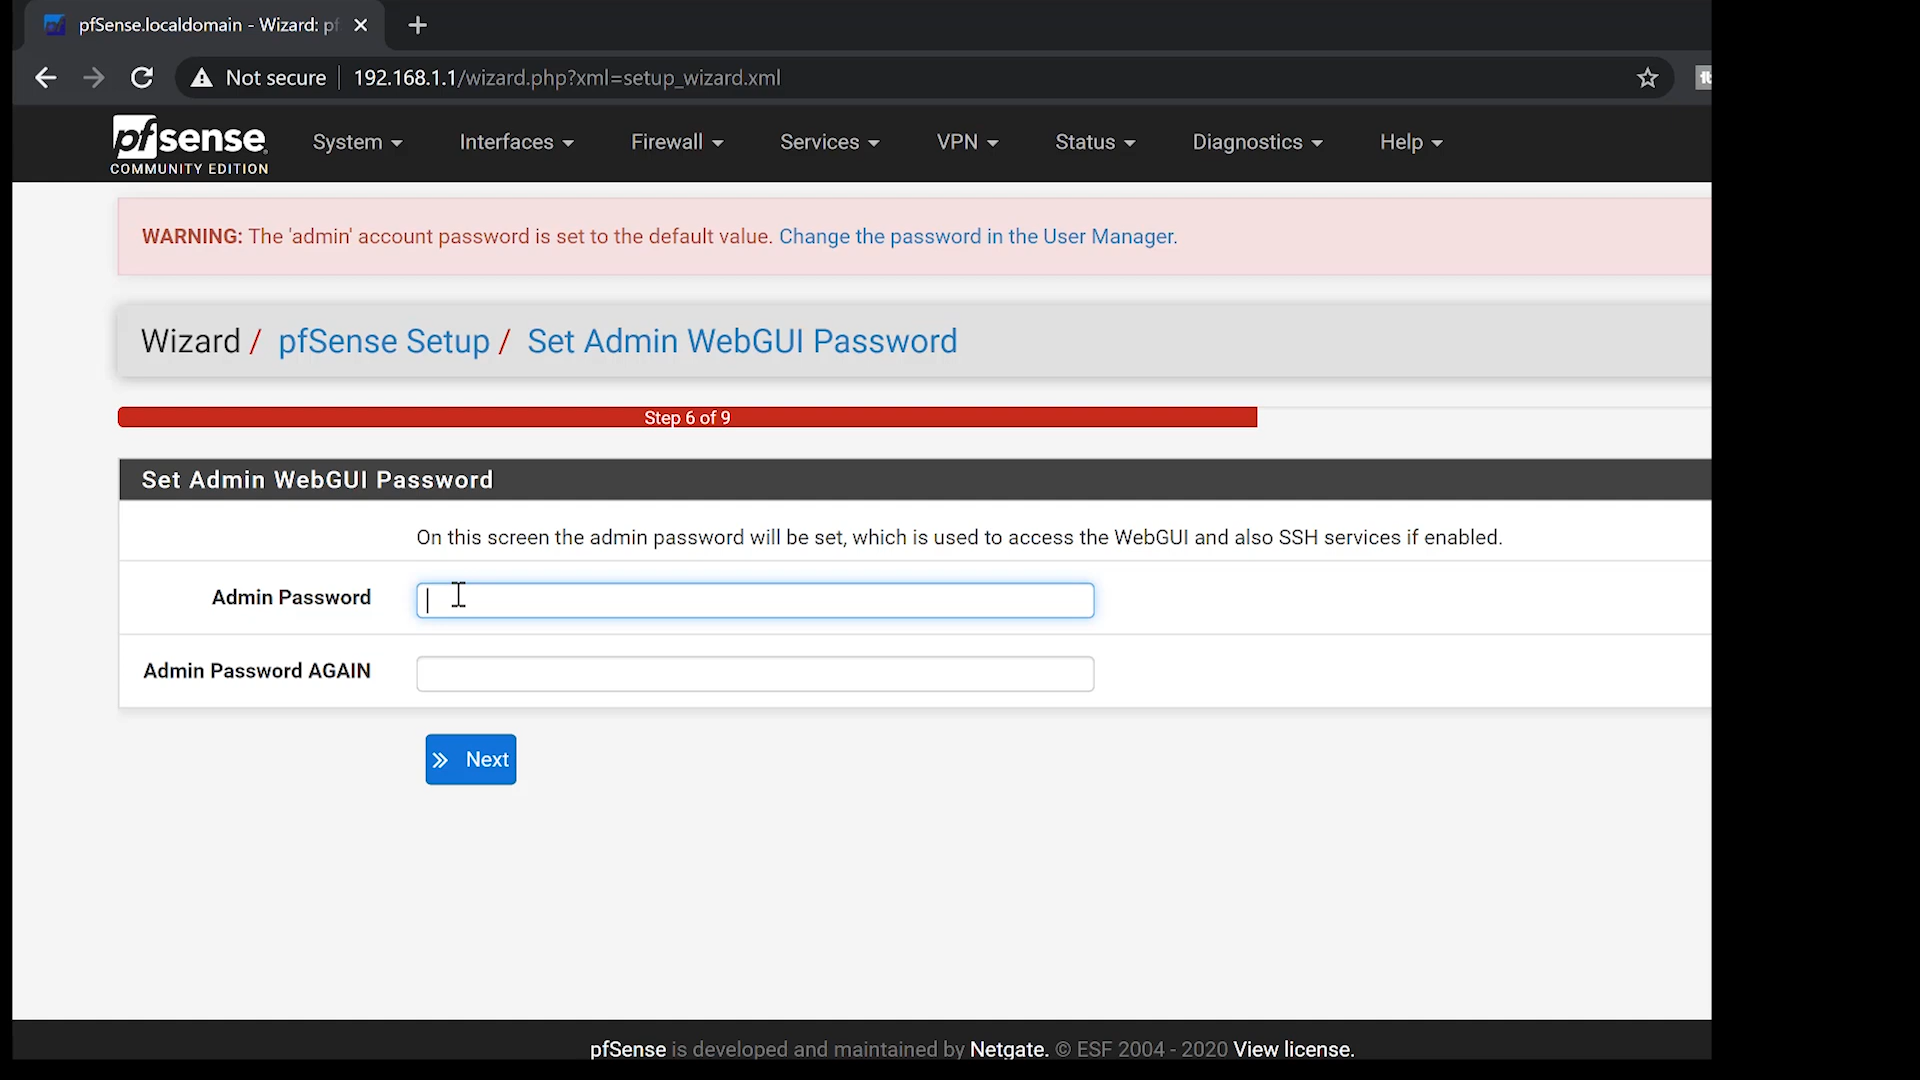 pfSense.localdomain - Wizard: pf
Not secure 192.168.1.1/wizard.php?xml=setup_wizard.xml
pfsense
COMMUNITY EDITION
System Interfaces Firewall Services VPN Status Diagnostics Help
WARNING: The 'admin' account password is set to the default value. Change the password in the User Manager.
Wizard / pfSense Setup / Set Admin WebGUI Password
Step 6 of 9
Set Admin WebGUI Password
On this screen the admin password will be set, which is used to access the WebGUI and also SSH services if enabled.
Admin Password
Admin Password AGAIN
Next
pfSense is developed and maintained by Netgate. © ESF 2004 - 2020 View license.